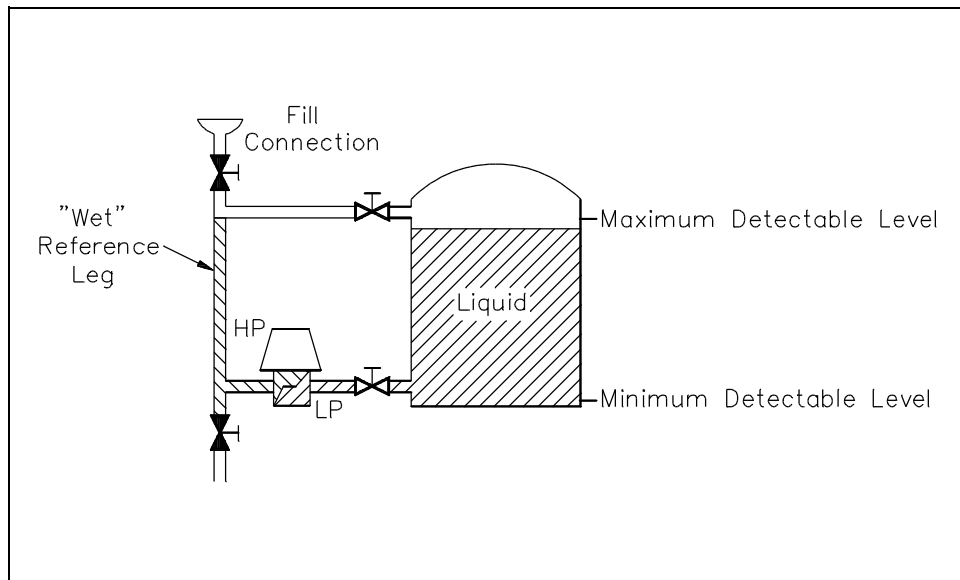 Fill
Connection
"Wet"
Reference
Leg
Maximum Detectable Level
Liquid
HP
LP
Minimum Detectable Level